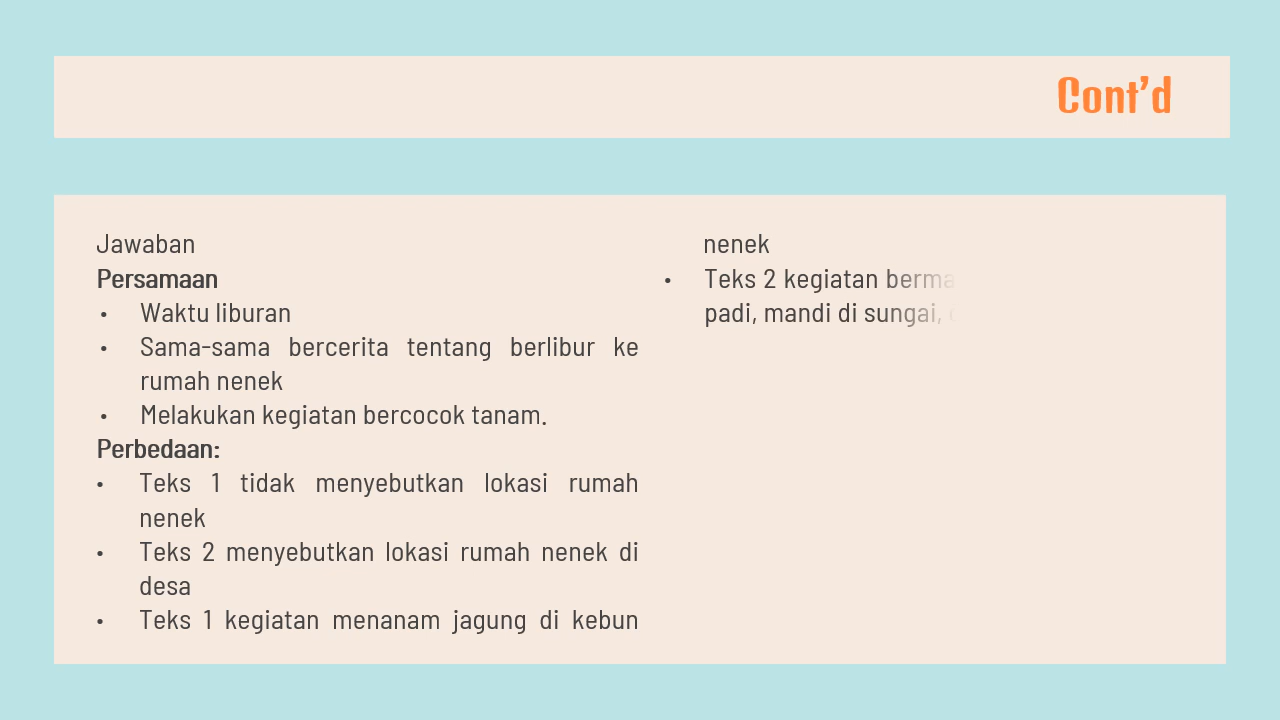 Cont’d
Jawaban
Persamaan
• Waktu liburan
• Sama-sama bercerita tentang berlibur ke
rumah nenek
• Melakukan kegiatan bercocok tanam.
Perbedaan:
• Teks 1 tidak menyebutkan lokasi rumah
nenek
• Teks 2 menyebutkan lokasi rumah nenek di
desa
• Teks 1 kegiatan menanam jagung di kebun
nenek
• Teks 2 kegiatan
padi, mandi di sungai,